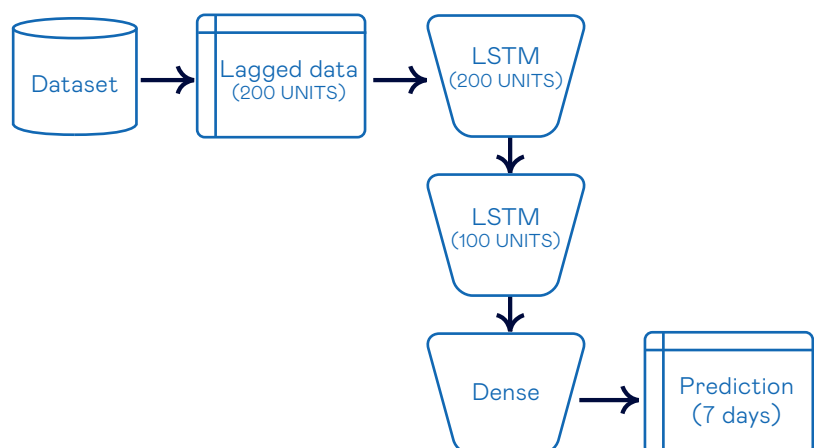 Dataset
Lagged data
(200 UNITS)
LSTM
(200 UNITS)
LSTM
(100 UNITS)
Dense
Prediction
(7 days)